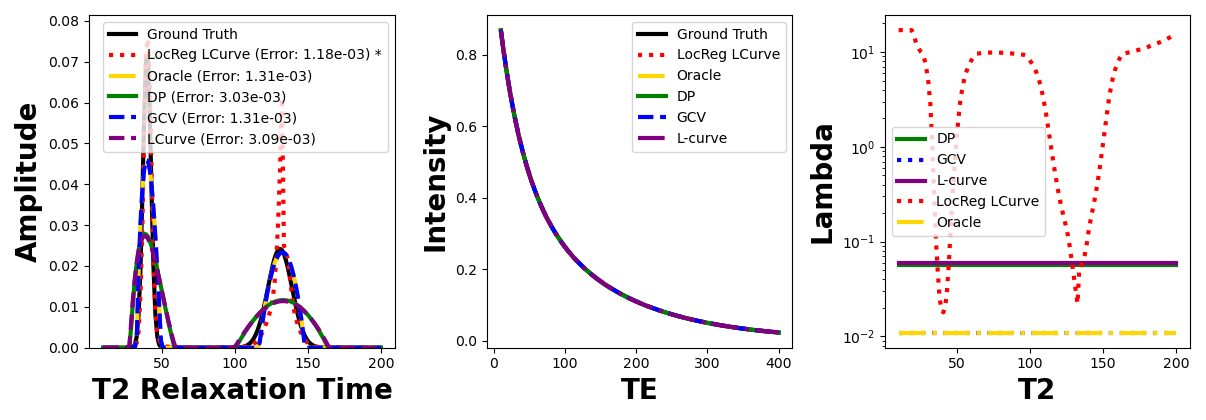 Amplitude
0.08
0.07
0.06
0.05
0.04
0.03
0.02
0.01
0.00
50
100
150
200
T2 Relaxation Time
Ground Truth
LocReg LCurve (Error: 1.18e-03) *
Oracle (Error: 1.31e-03)
DP (Error: 3.03e-03)
GCV (Error: 1.31e-03)
LCurve (Error: 3.09e-03)
Intensity
0.8
0.6
0.4
0.2
0.0
0
100
200
300
400
TE
Ground Truth
LocReg LCurve
Oracle
DP
GCV
L-curve
Lambda
10¹
10⁰
10⁻¹
10⁻²
50
100
150
200
T2
DP
GCV
L-curve
LocReg LCurve
Oracle